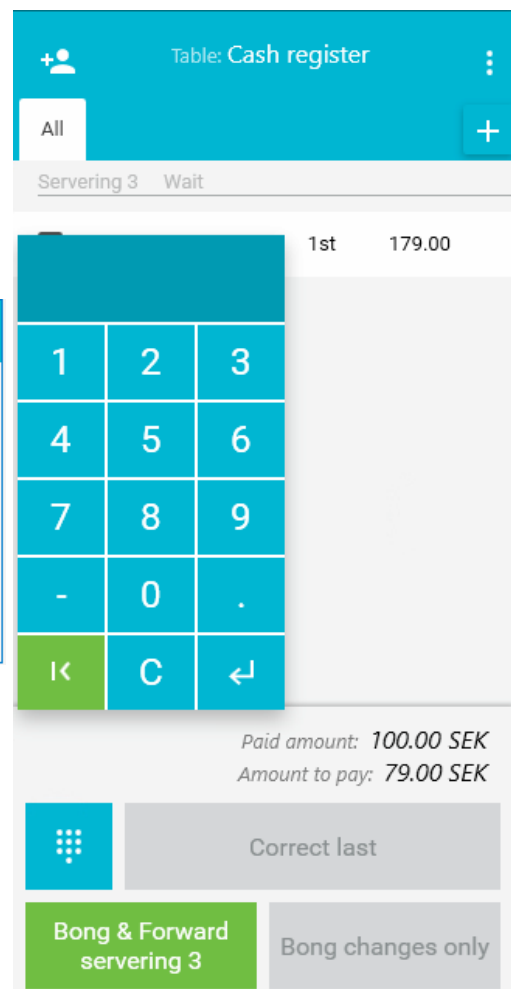 Table: Cash register
All
Servering 3 Wait
1st 179.00
1 2 3
4 5 6
7 8 9
- 0 .
C
Paid amount: 100.00 SEK
Amount to pay: 79.00 SEK
Correct last
Bong & Forward
servering 3
Bong changes only